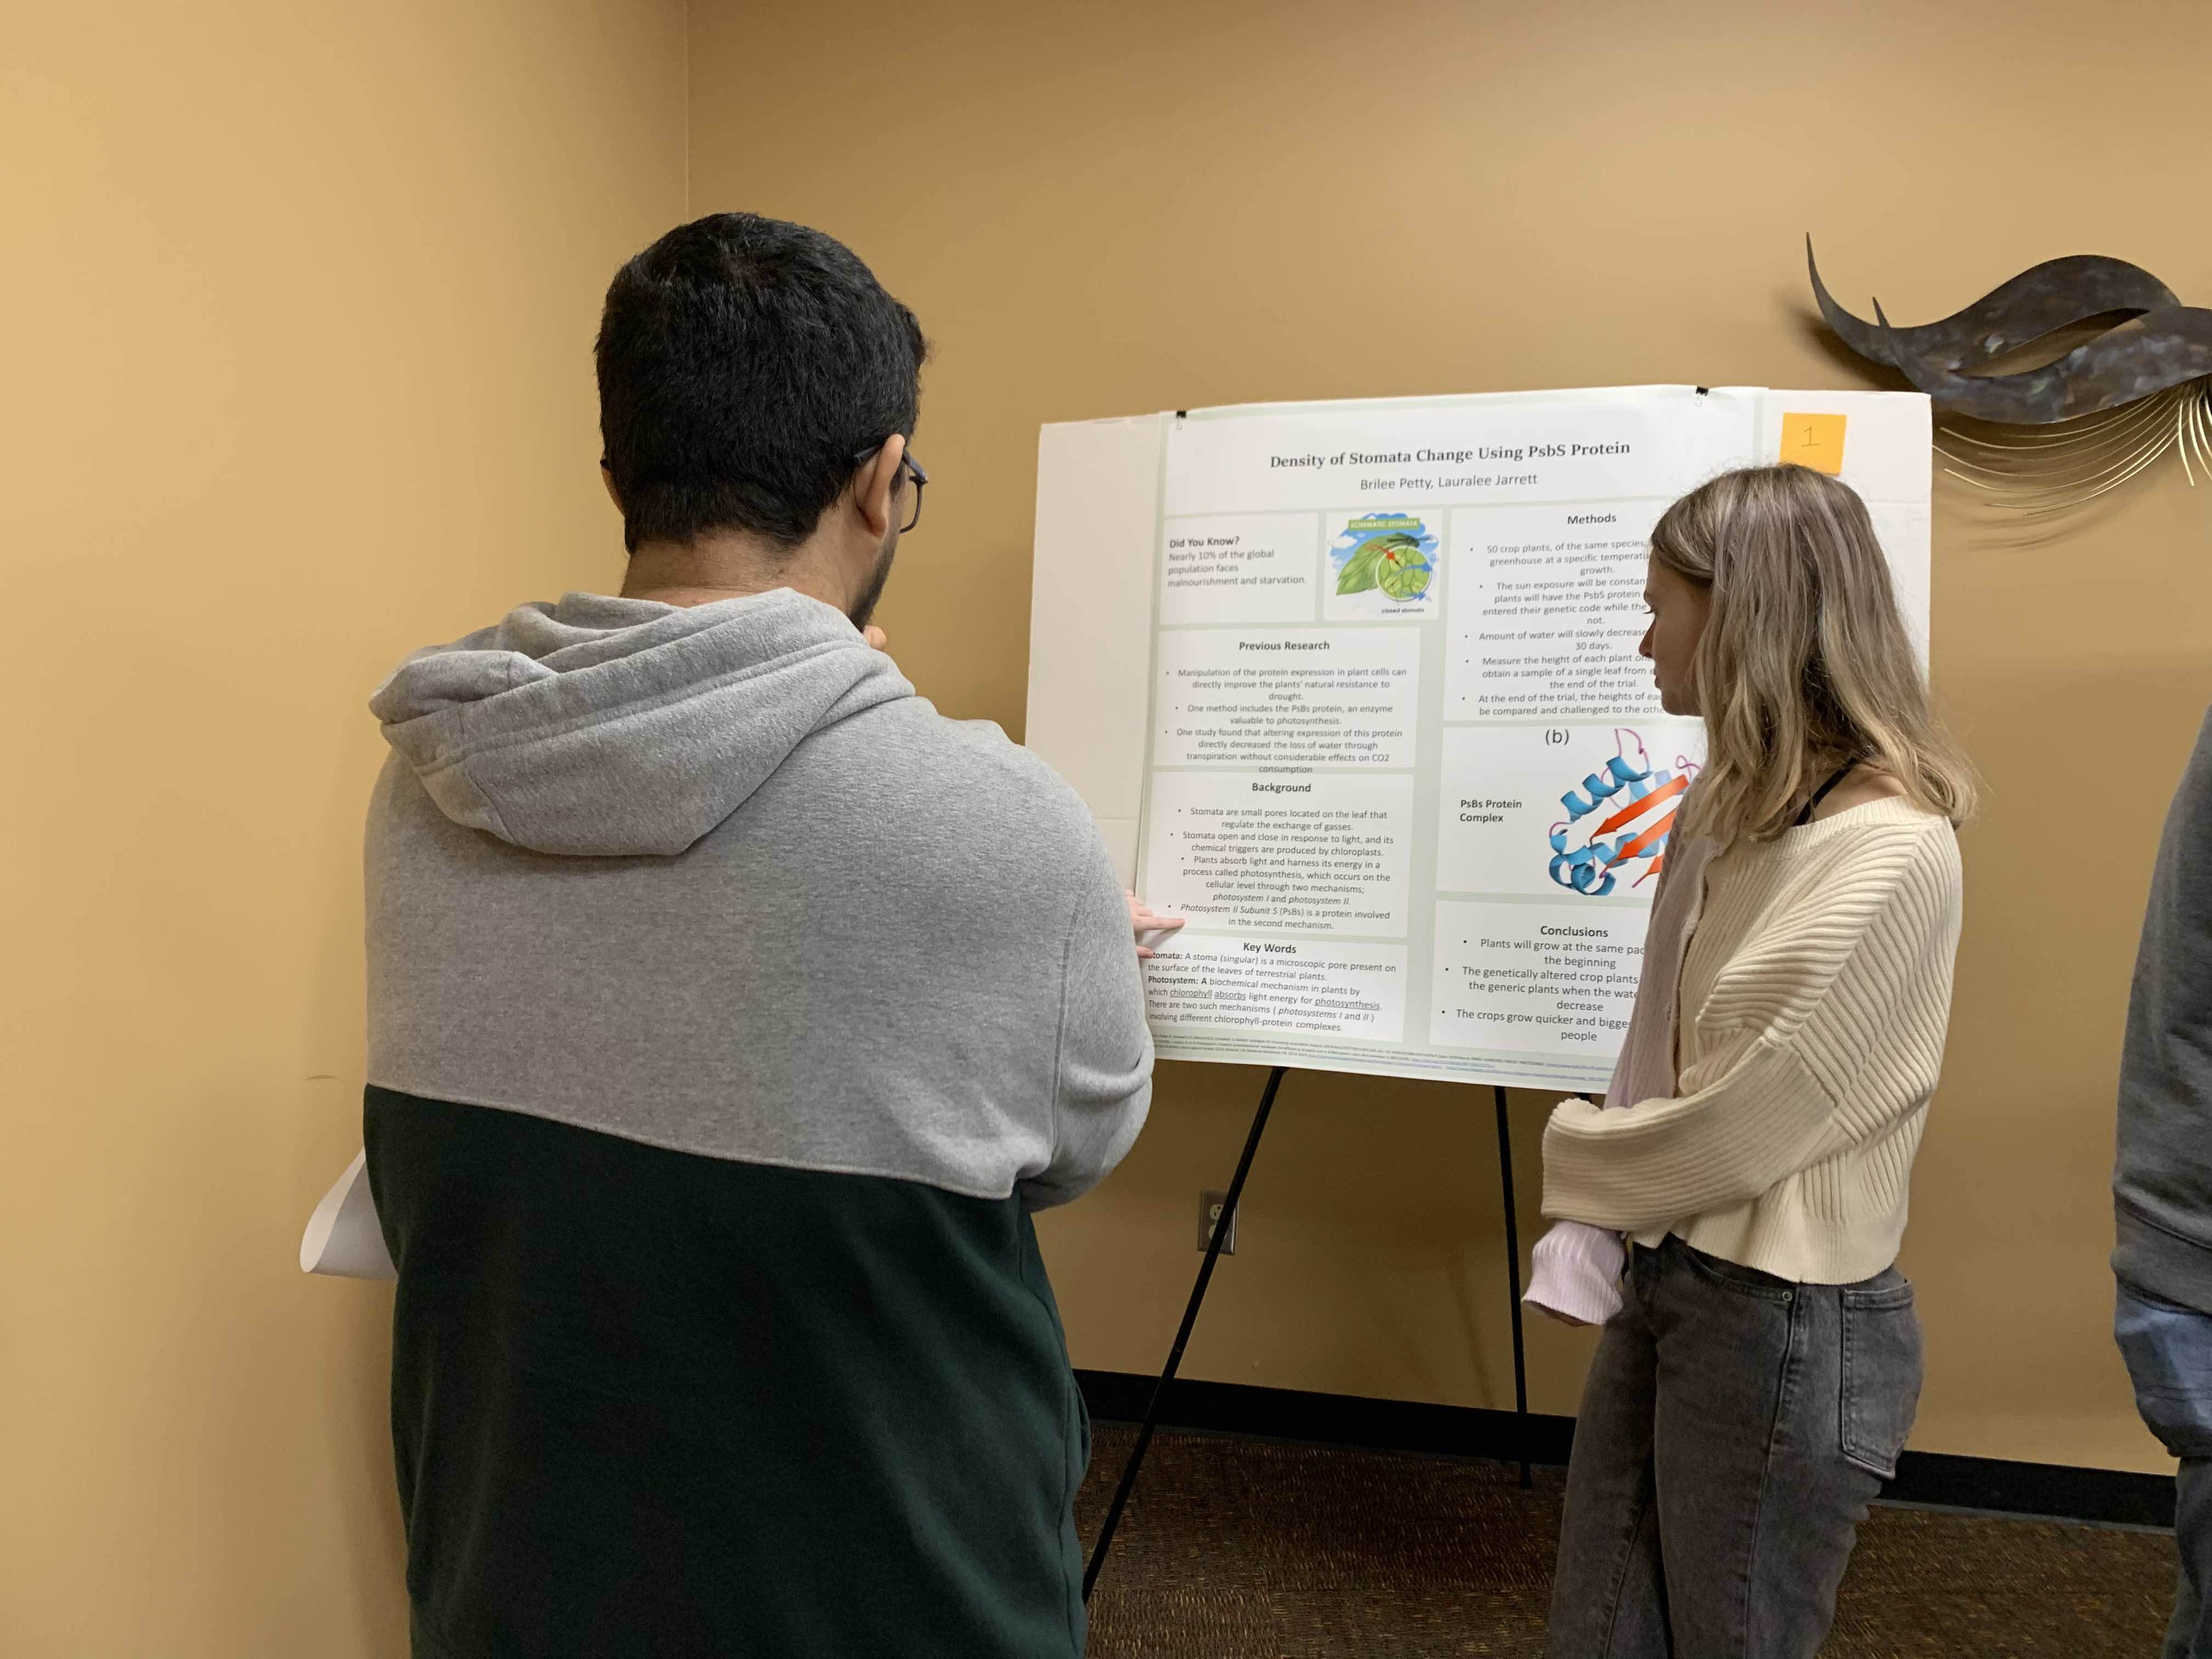 Density of Stomata Change Using PsbS Protein
Brilee Petty, Lauralee Jarrett
1
Did You Know?
Nearly 10% of the global
population faces
malnourishment and starvation.
SCHEMATIC STOMATA
closed stomata
Previous Research
• Manipulation of the protein expression in plant cells can
directly improve the plants' natural resistance to
drought.
• One method includes the PsBs protein, an enzyme
valuable to photosynthesis.
• One study found that altering expression of this protein
directly decreased the loss of water through
transpiration without considerable effects on CO2
consumption
Background
• Stomata are small pores located on the leaf that
regulate the exchange of gasses.
• Stomata open and close in response to light, and its
chemical triggers are produced by chloroplasts.
• Plants absorb light and harness its energy in a
process called photosynthesis, which occurs on the
cellular level through two mechanisms;
photosystem I and photosystem II.
• Photosystem II Subunit S (PsBs) is a protein involved
in the second mechanism.
Key Words
tomata: A stoma (singular) is a microscopic pore present on
the surface of the leaves of terrestrial plants.
Photosystem: A biochemical mechanism in plants by
which chlorophyll absorbs light energy for photosynthesis.
There are two such mechanisms ( photosystems I and II )
involving different chlorophyll-protein complexes.
Methods
• 50 crop plants, of the same species,
greenhouse at a specific
growth.
• The sun exposure will be
plants will have the PsbS protein
entered their genetic code while the
not.
• Amount of water will slowly
30 days.
• Measure the height of each plant
obtain a sample of a single leaf from
the end of the trial.
• At the end of the trial, the heights of
be compared and challenged to the
(b)
PsBs Protein
Complex
Conclusions
• Plants will grow at the same
the beginning
• The genetically altered crop plants
the generic plants when the
decrease
• The crops grow quicker and
people